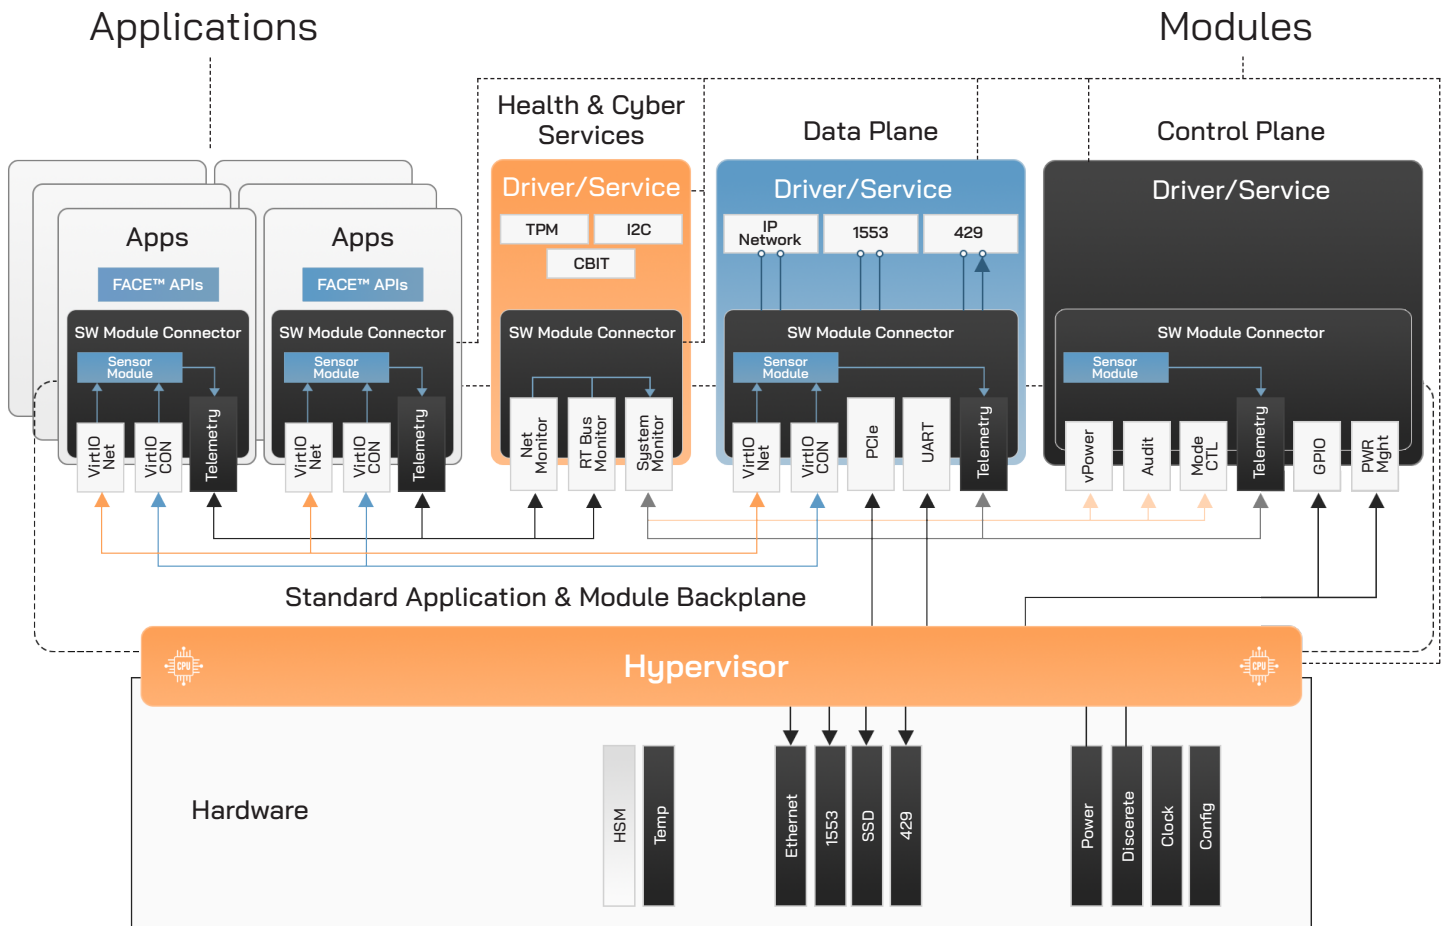 Applications
Modules
Health & Cyber
Services
Data Plane
Control Plane
Apps
FACE™ APIs
SW Module Connector
Sensor
Module
VirtIO
Net
VirtIO
CON
Telemetry
Apps
FACE™ APIs
SW Module Connector
Sensor
Module
VirtIO
Net
VirtIO
CON
Telemetry
Driver/Service
TPM
I2C
CBIT
SW Module Connector
Net
Monitor
RT Bus
Monitor
System
Monitor
Driver/Service
IP
Network
1553
429
SW Module Connector
Sensor
Module
VirtIO
Net
VirtIO
CON
PCIe
UART
Telemetry
Driver/Service
SW Module Connector
Sensor
Module
vPower
Audit
Mode
CTL
Telemetry
GPIO
PWR
Mght
Standard Application & Module Backplane
CPU
Hypervisor
CPU
Hardware
HSM
Temp
Ethernet
1553
SSD
429
Power
Discerete
Clock
Config